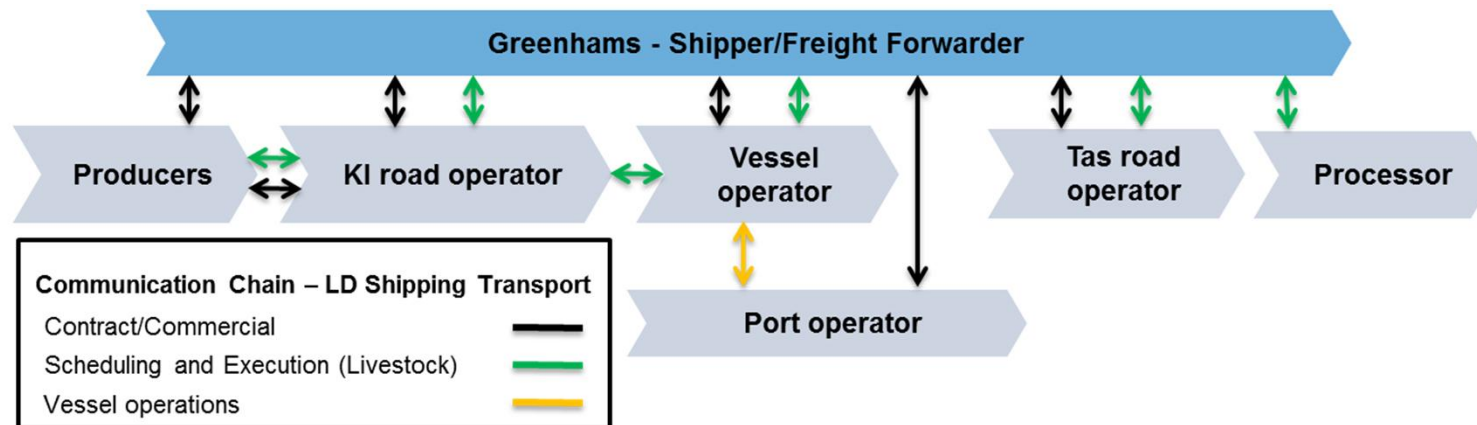 Greenhams - Shipper/Freight Forwarder
Producers
KI road operator
Vessel
operator
Tas road
operator
Processor
Port operator
Communication Chain – LD Shipping Transport
Contract/Commercial
Scheduling and Execution (Livestock)
Vessel operations